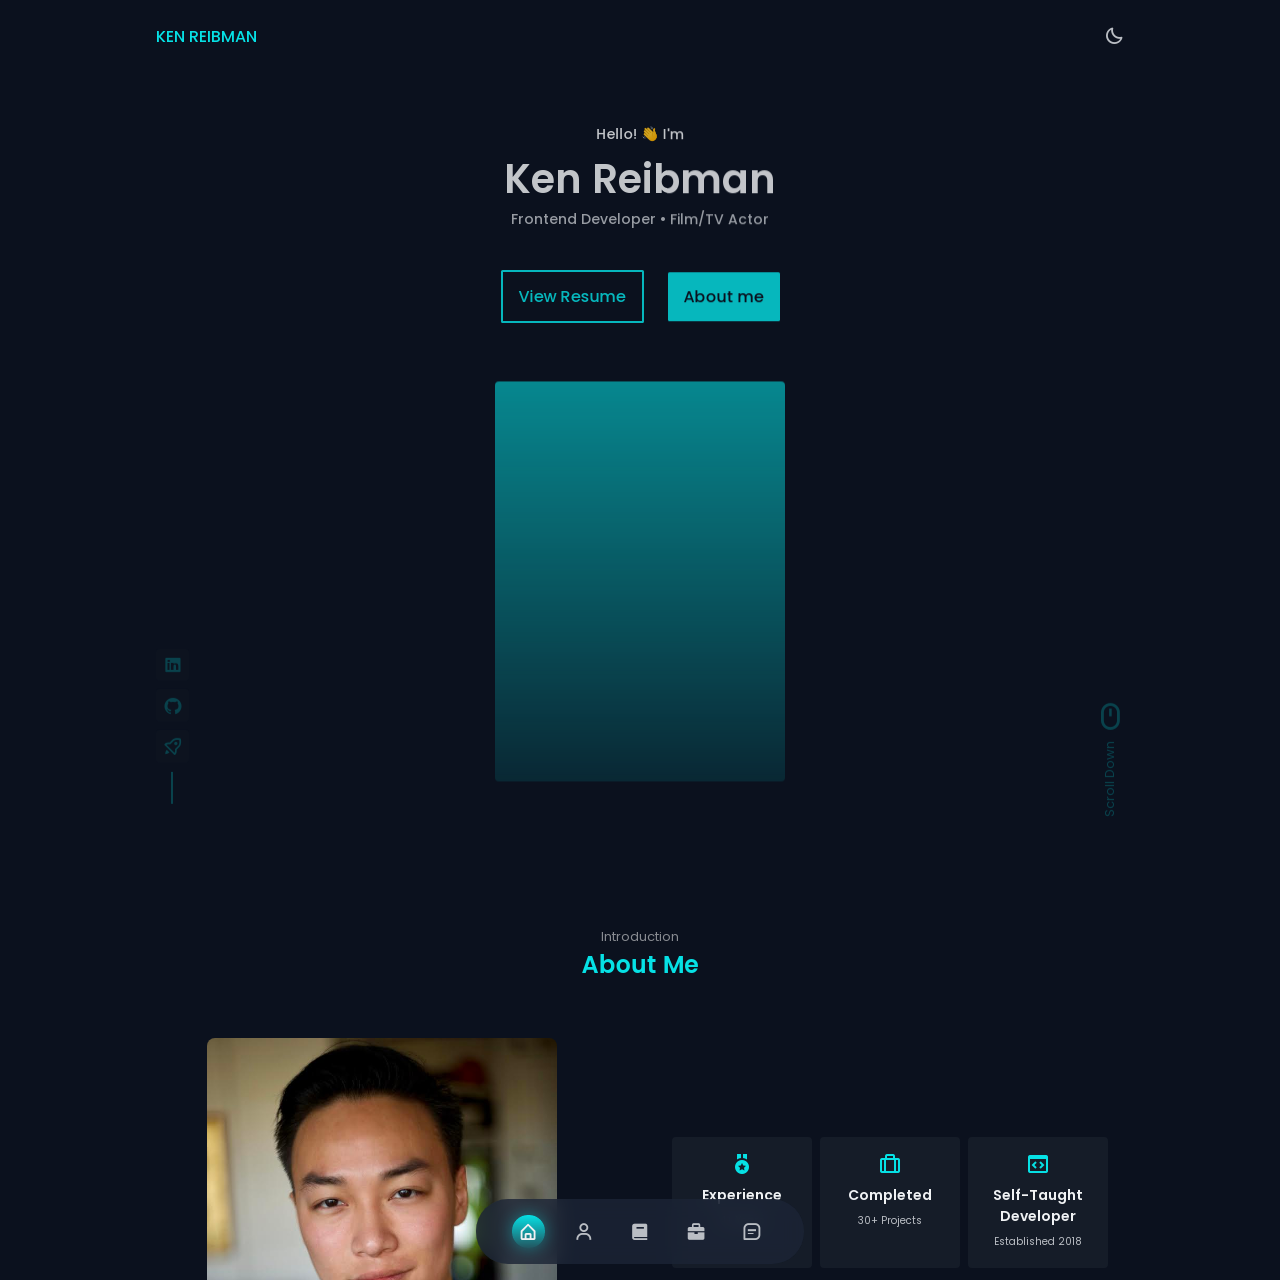 KEN REIBMAN
Hello! 👋 I'm
Ken Reibman
Frontend Developer • Film/TV Actor
View Resume
About me
Scroll Down
Introduction
About Me
Experience
Completed
30+ Projects
Self-Taught
Developer
Established 2018